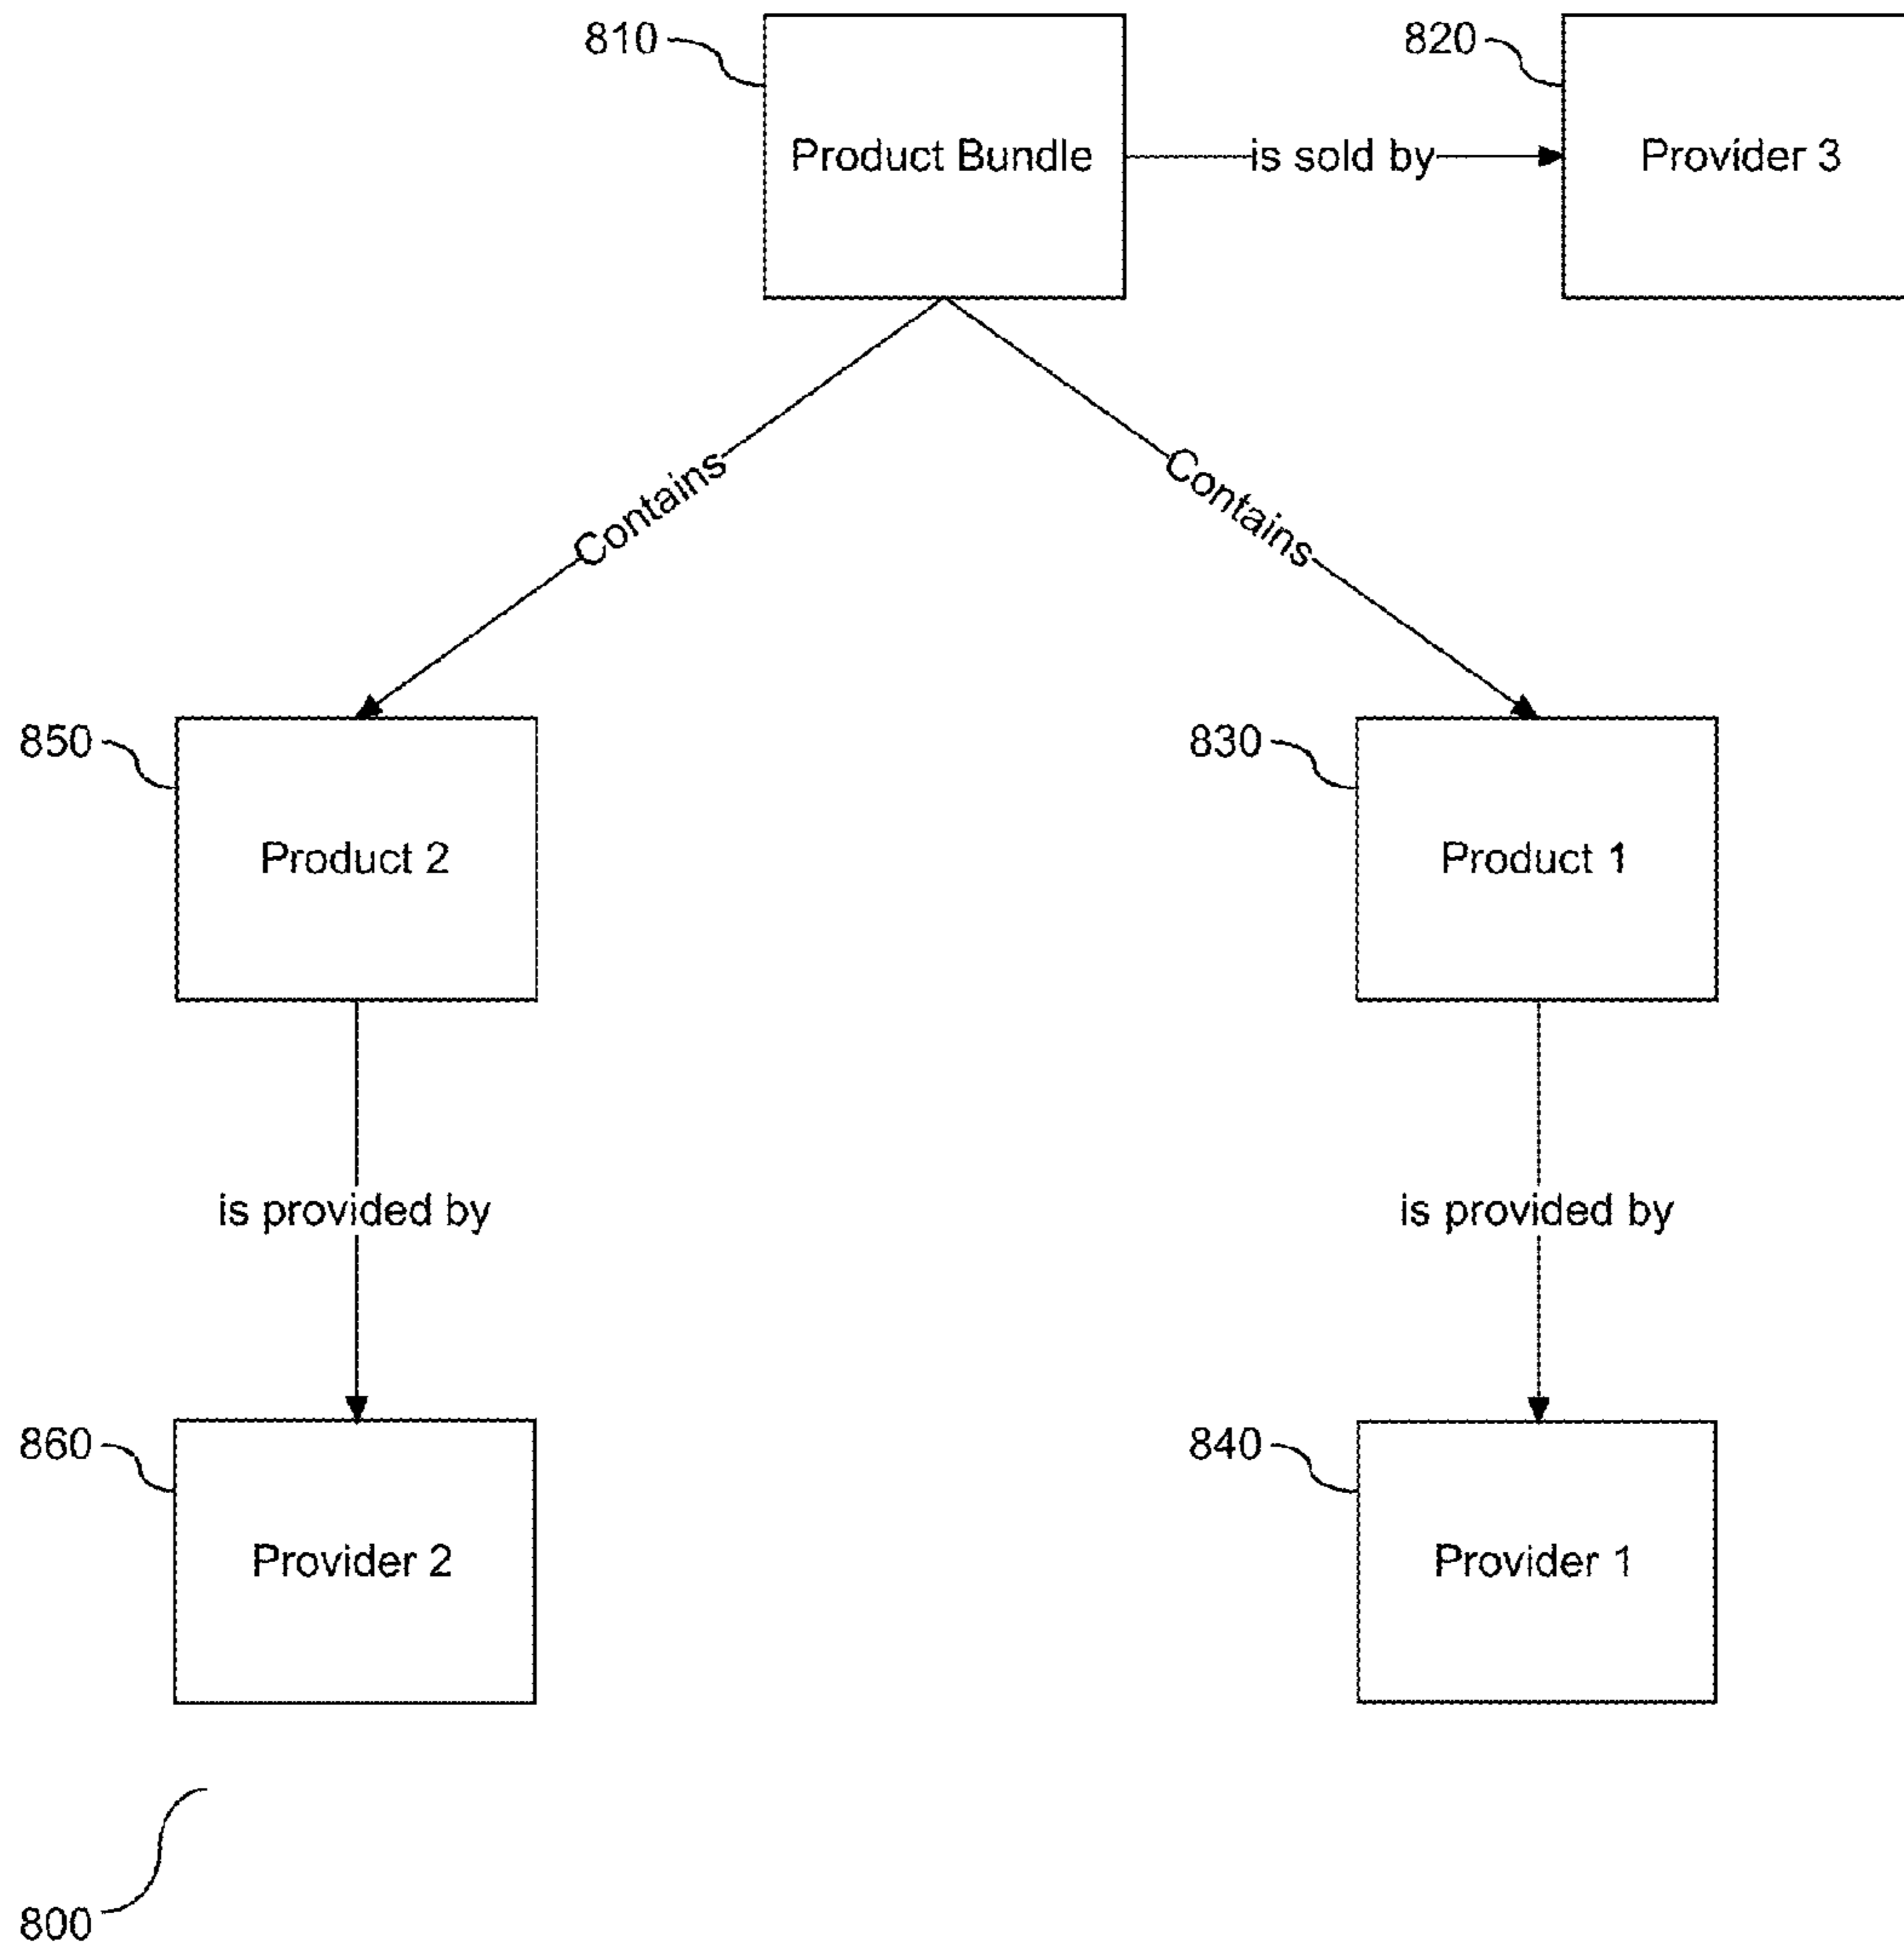 810
820
Product Bundle
is sold by
Provider 3
Contains
Contains
850
830
Product 2
Product 1
is provided by
is provided by
860
840
Provider 2
Provider 1
800